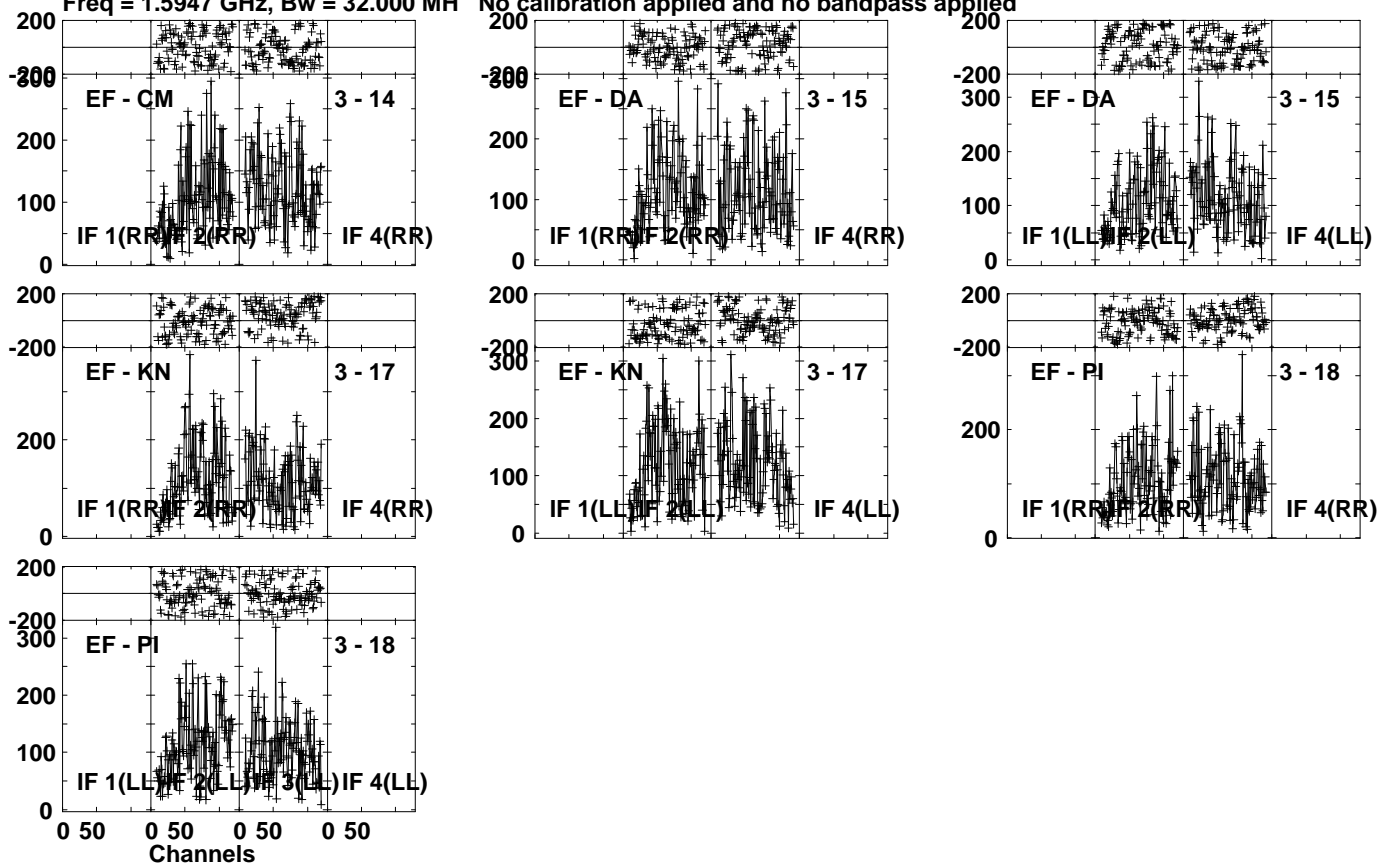 Freq = 1.5947 GHz, Bw = 32.000 MH No calibration applied and no bandpass applied
200
-200
EF - CM 3 - 14
300
200
100
0
IF 1(RR) IF 2(RR) IF 4(RR)
200
-200
EF - DA 3 - 15
300
200
100
0
IF 1(RR) IF 2(RR) IF 4(RR)
200
-200
EF - DA 3 - 15
300
200
100
0
IF 1(LL) IF 2(LL) IF 4(LL)
200
-200
EF - KN 3 - 17
200
0
IF 1(RR) IF 2(RR) IF 4(RR)
200
-200
EF - KN 3 - 17
300
200
100
0
IF 1(LL) IF 2(LL) IF 4(LL)
200
-200
EF - PI 3 - 18
200
0
IF 1(RR) IF 2(RR) IF 4(RR)
200
-200
EF - PI 3 - 18
300
200
100
0
IF 1(LL) IF 2(LL) IF 3(LL) IF 4(LL)
0 50 0 50 0 50 0 50
Channels